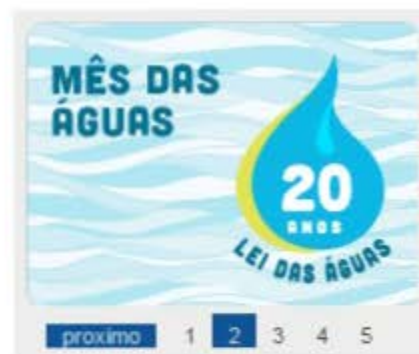 MÊS DAS
ÁGUAS
20
ANOS
LEI DAS ÁGUAS
proximo 1 2 3 4 5